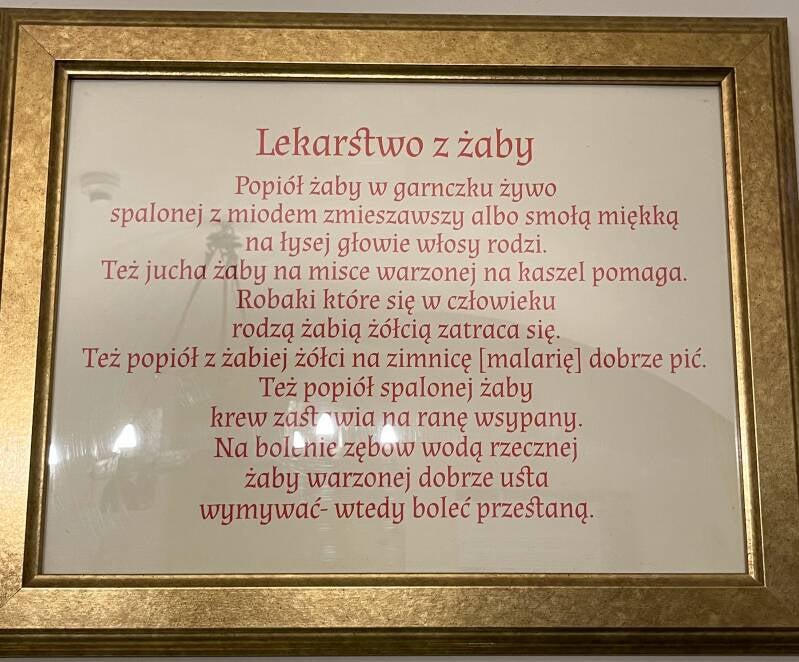 Lekarstwo z żaby
Popiół żaby w garnczku żywo
spalonej z miodem zmieszawszy albo smołą miękką
na łysej głowie włosy rodzi.
Też jucha żaby na misce warzonej na kaszel pomaga.
Robaki które się w człowieku
rodzą żabią żółcią zatraca się.
Też popiół z żabiej żółci na zimnicę [malarię] dobrze pić.
Też popiół spalonej żaby
krew zastawia na ranę wsypany.
Na bolenie zębów wodą rzecznej
żaby warzonej dobrze usta
wymywać- wtedy boleć przestaną.